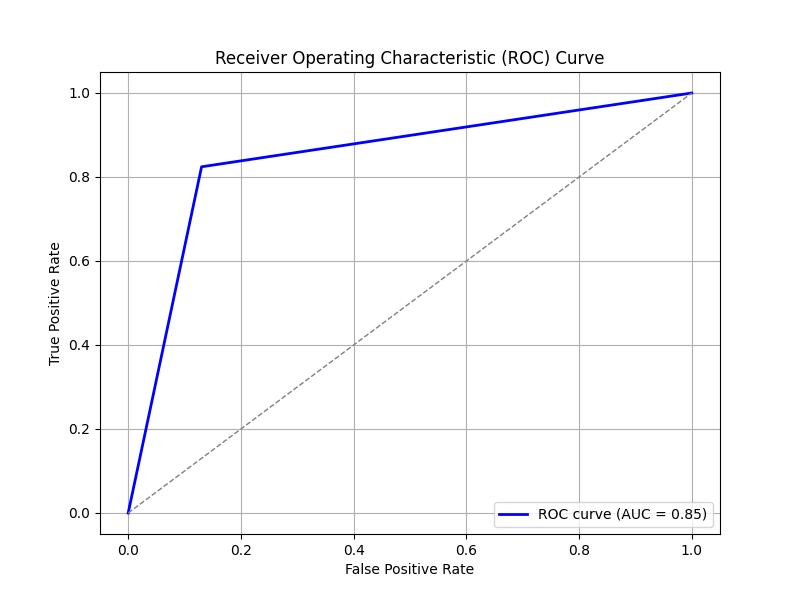 Receiver Operating Characteristic (ROC) Curve
True Positive Rate
1.0
0.8
0.6
0.4
0.2
0.0
ROC curve (AUC = 0.85)
0.0 0.2 0.4 0.6 0.8 1.0
False Positive Rate